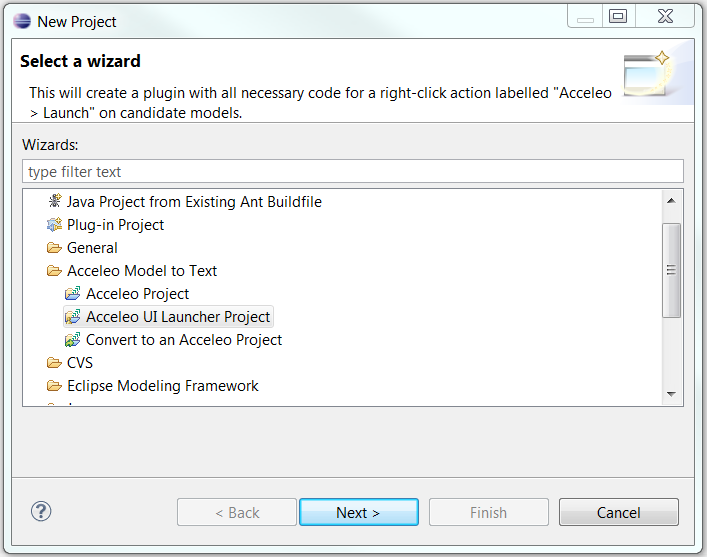 New Project
Select a wizard
This will create a plugin with all necessary code for a right-click action labelled "Acceleo
> Launch" on candidate models.
Wizards:
type filter text
Java Project from Existing Ant Buildfile
Plug-in Project
General
Acceleo Model to Text
Acceleo Project
Acceleo UI Launcher Project
Convert to an Acceleo Project
CVS
Eclipse Modeling Framework
? < Back Next > Finish Cancel